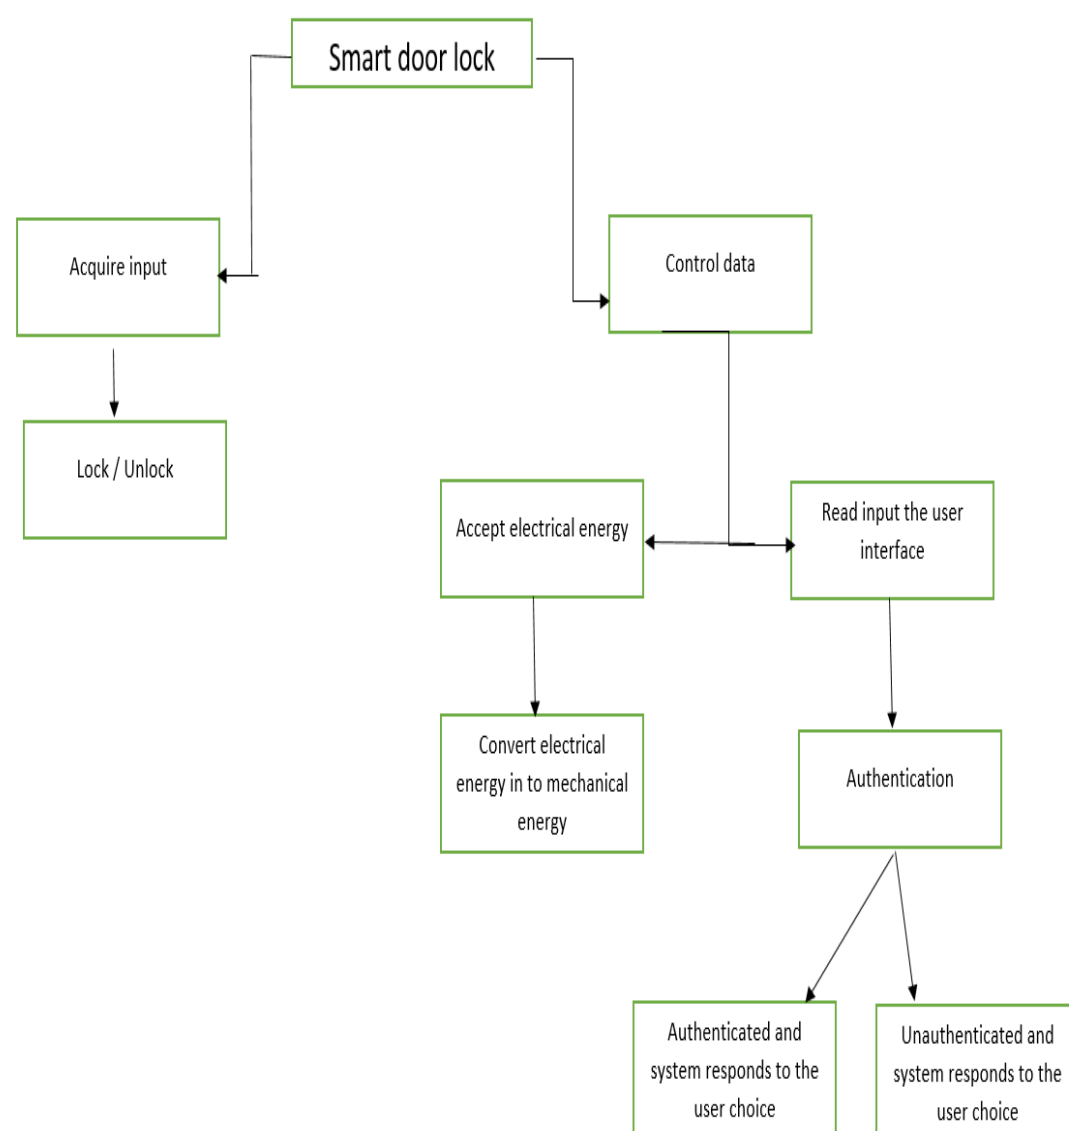 Smart door lock
Acquire input
Control data
Lock / Unlock
Accept electrical energy
Read input the user
interface
Convert electrical
energy in to mechanical
energy
Authentication
Authenticated and
system responds to the
user choice
Unauthenticated and
system responds to the
user choice